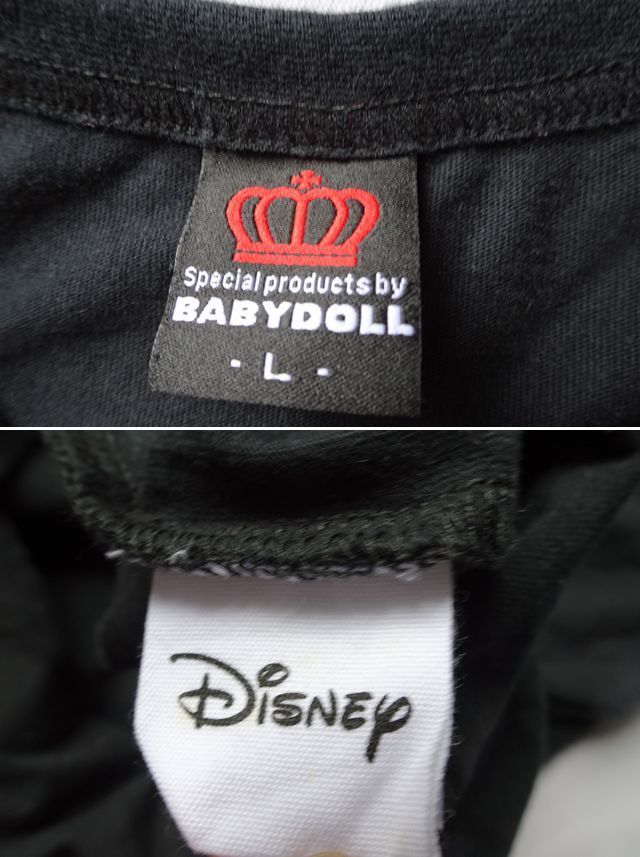 Special products by
BABYDOLL
- L -
Disney